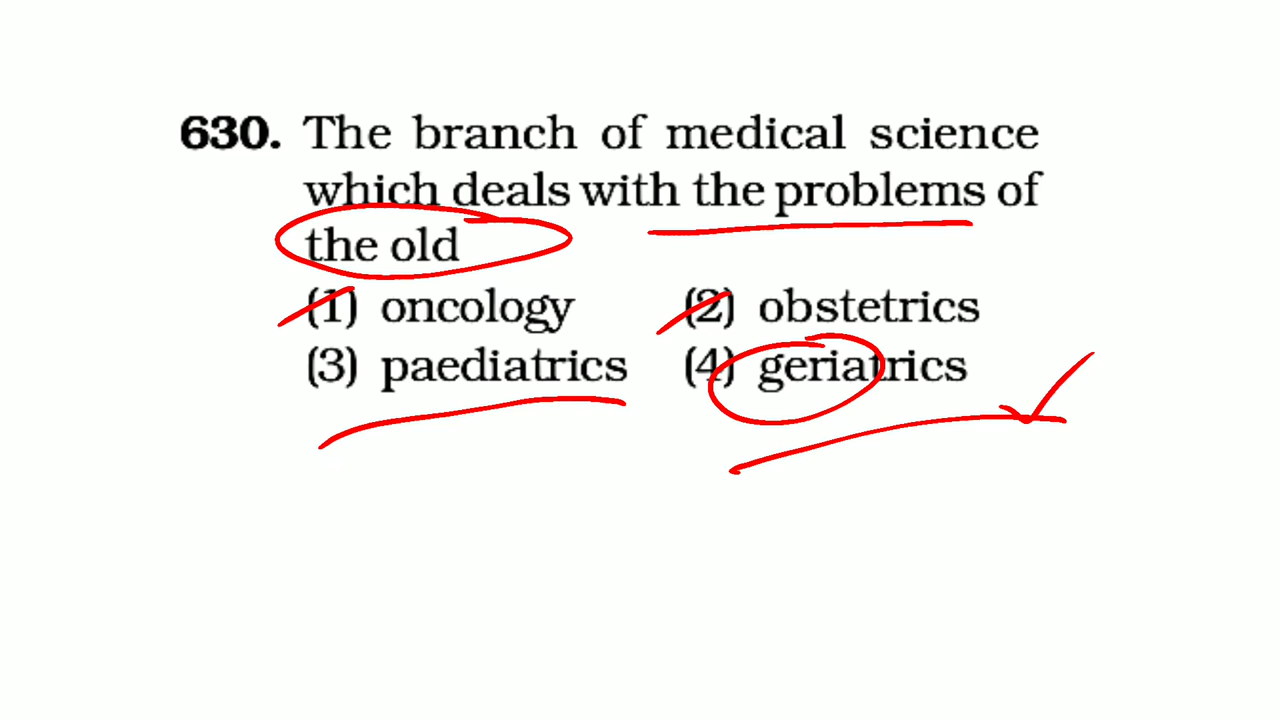 630. The branch of medical science
which deals with the problems of
the old
(1) oncology (2) obstetrics
(3) paediatrics (4) geriatrics